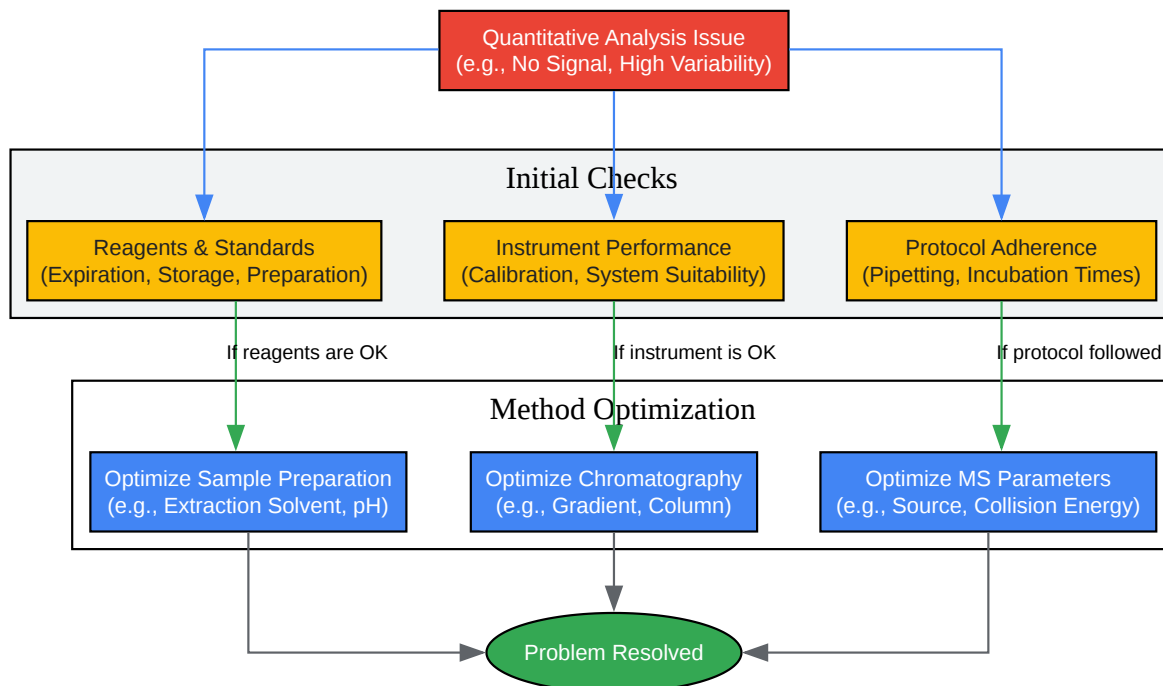 Quantitative Analysis Issue
(e.g., No Signal, High Variability)
Initial Checks
Reagents & Standards
(Expiration, Storage, Preparation)
Instrument Performance
(Calibration, System Suitability)
Protocol Adherence
(Pipetting, Incubation Times)
If reagents are OK
If instrument is OK
If protocol followed
Method Optimization
Optimize Sample Preparation
(e.g., Extraction Solvent, pH)
Optimize Chromatography
(e.g., Gradient, Column)
Optimize MS Parameters
(e.g., Source, Collision Energy)
Problem Resolved